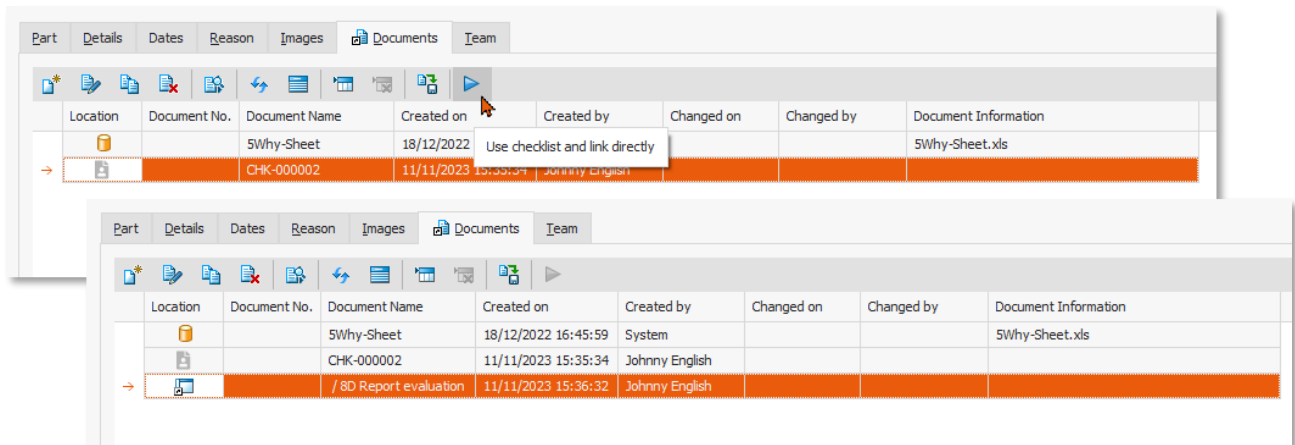 Part Details Dates Reason Images Documents Team
Location Document No. Document Name Created on Created by Changed on Changed by Document Information
5Why-Sheet 18/12/2022 5Why-Sheet.xls
Use checklist and link directly
CHK-000002 11/11/2023 15:35:34 Johnny English
Part Details Dates Reason Images Documents Team
Location Document No. Document Name Created on Created by Changed on Changed by Document Information
5Why-Sheet 18/12/2022 16:45:59 System 5Why-Sheet.xls
CHK-000002 11/11/2023 15:35:34 Johnny English
/ 8D Report evaluation 11/11/2023 15:36:32 Johnny English